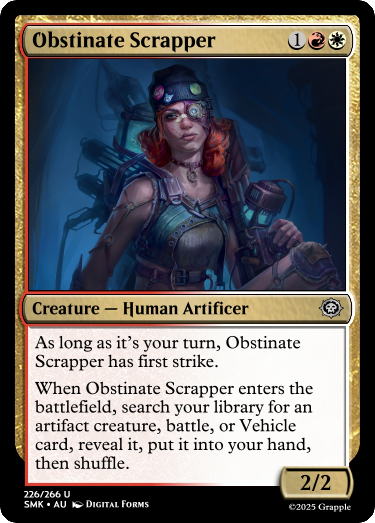 Obstinate Scrapper 1
Creature — Human Artificer
As long as it's your turn, Obstinate
Scrapper has first strike.
When Obstinate Scrapper enters the
battlefield, search your library for an
artifact creature, battle, or Vehicle
card, reveal it, put it into your hand,
then shuffle.
2/2
226/266 U
SMK • AU Digital Forms
©2025 Grapple